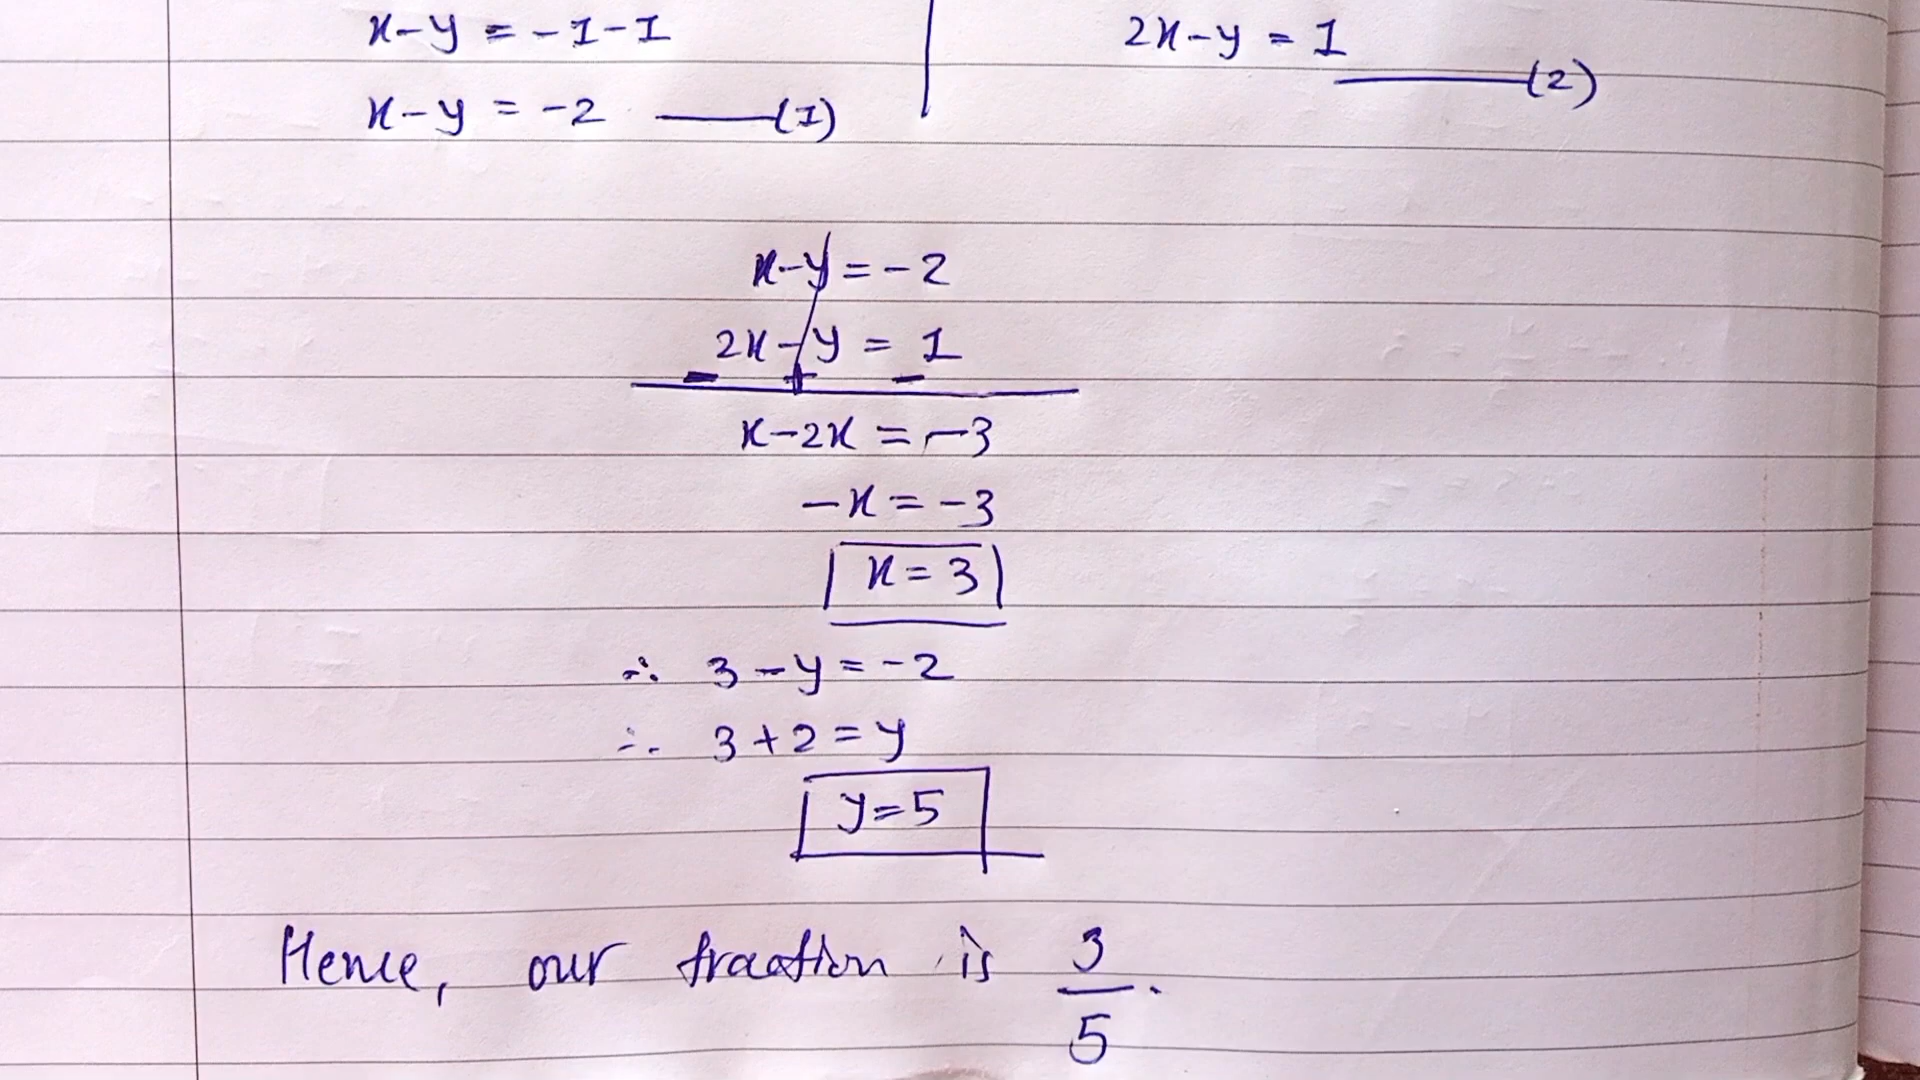 x-y = -1-1
x-y = -2 ——(1)
2x-y = 1
——(2)
x-y = -2
2x-y = 1
- + -
x-2x = -3
-x = -3
x = 3
∴ 3-y = -2
∴ 3+2 = y
y = 5
Hence, our fraction is 3/5.